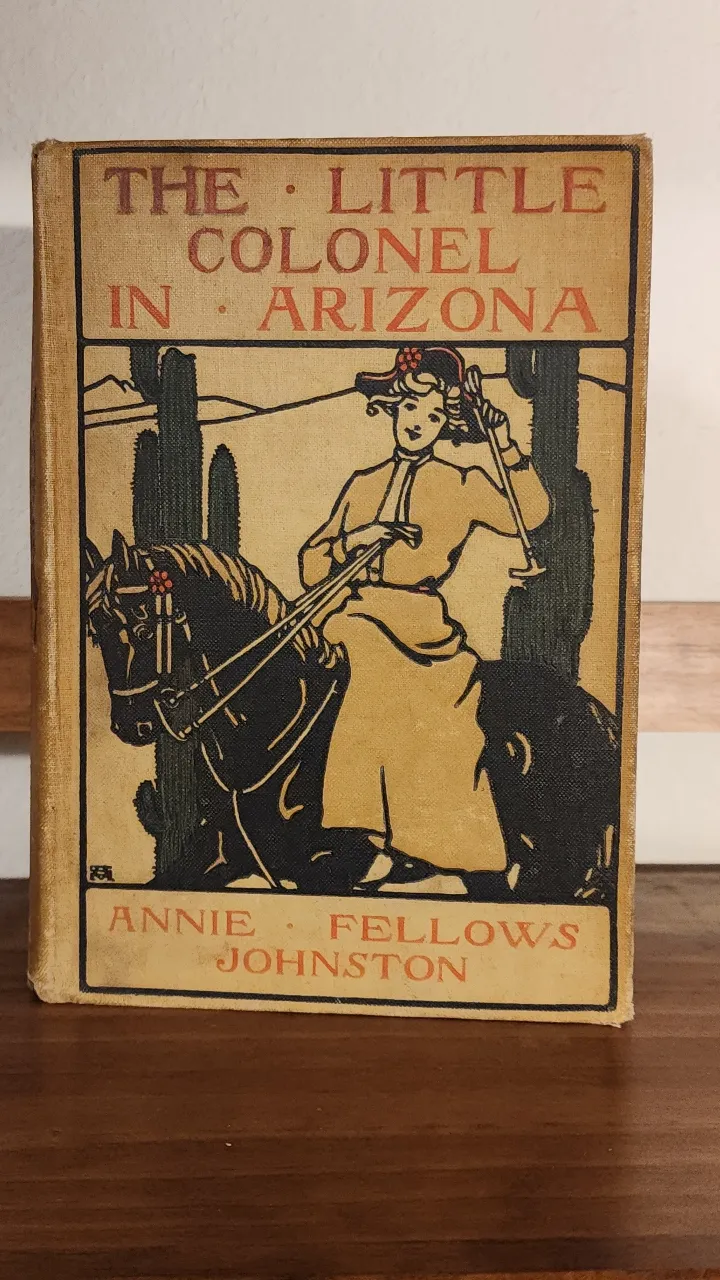 THE · LITTLE
COLONEL
IN · ARIZONA
ANNIE · FELLOWS
JOHNSTON